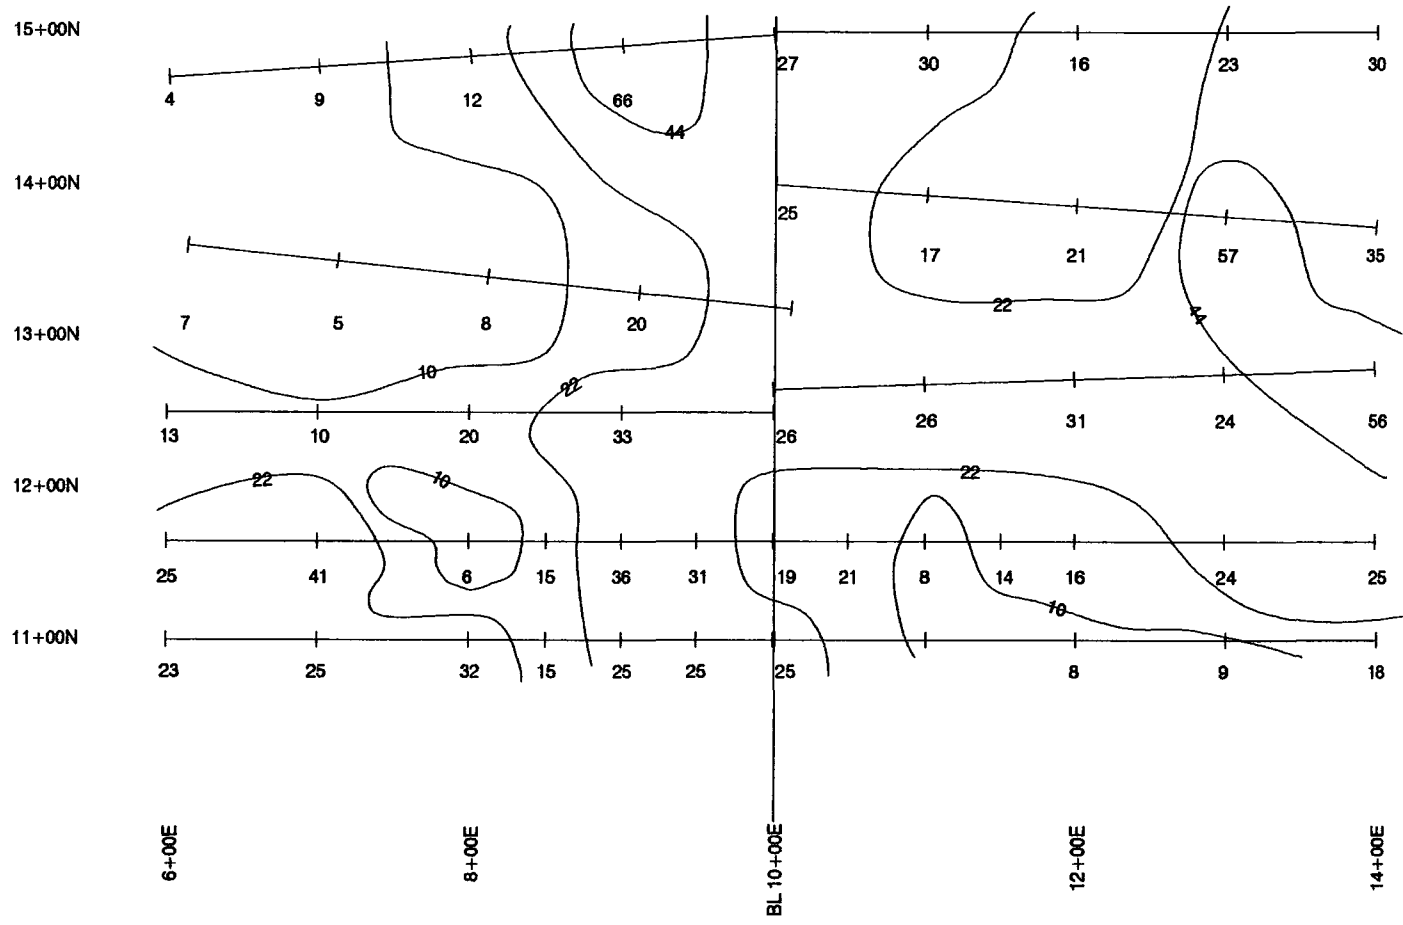 15+00N
27 30 16 23 30
4 9 12 66
44
14+00N
25
17 21 57 35
22
44
7 5 8 20
13+00N
10
22
13 10 20 33 26
26 31 24 56
22 10 22
12+00N
25 41 6 15 36 31 19 21 8 14 16 24 25
10
11+00N
23 25 32 15 25 25 25 8 9 18
6+00E 8+00E BL 10+00E 12+00E 14+00E